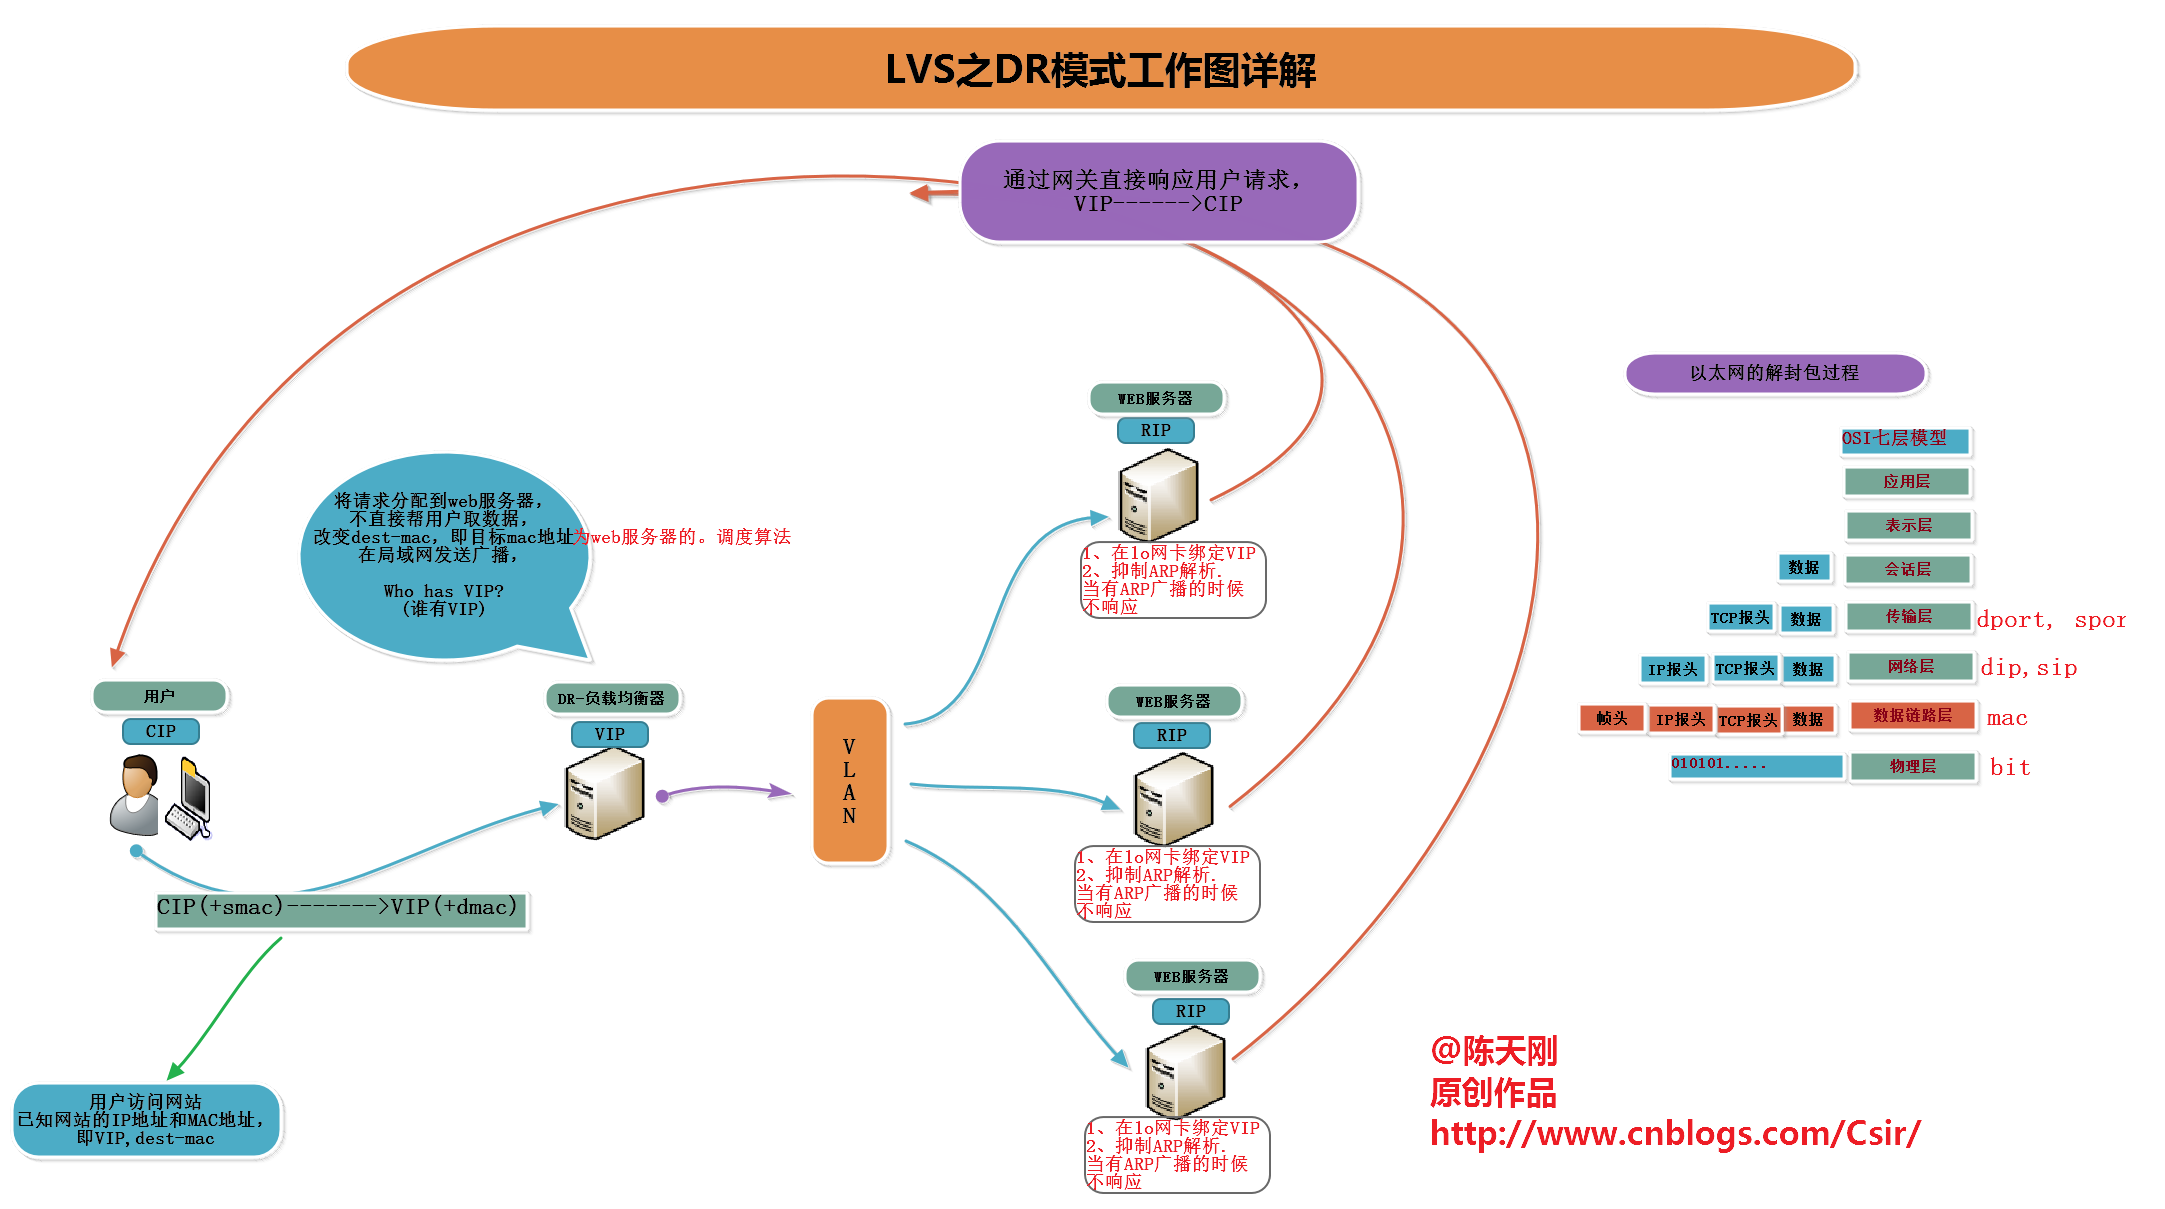 LVS之DR模式工作图详解
通过网关直接响应用户请求，
VIP------>CIP
将请求分配到web服务器，
不直接帮用户取数据，
改变dest-mac，即目标mac地址为web服务器的。调度算法
在局域网发送广播，
Who has VIP?
(谁有VIP)
用户
CIP
DR-负载均衡器
VIP
CIP(+smac)------->VIP(+dmac)
用户访问网站
已知网站的IP地址和MAC地址，
即VIP,dest-mac
V
L
A
N
WEB服务器
RIP
1、在lo网卡绑定VIP
2、抑制ARP解析.
当有ARP广播的时候
不响应
WEB服务器
RIP
1、在lo网卡绑定VIP
2、抑制ARP解析.
当有ARP广播的时候
不响应
WEB服务器
RIP
1、在lo网卡绑定VIP
2、抑制ARP解析.
当有ARP广播的时候
不响应
以太网的解封包过程
OSI七层模型
应用层
表示层
数据 会话层
TCP报头 数据 传输层 dport, spor
IP报头 TCP报头 数据 网络层 dip,sip
帧头 IP报头 TCP报头 数据 数据链路层 mac
010101..... 物理层 bit
@陈天刚
原创作品
http://www.cnblogs.com/Csir/